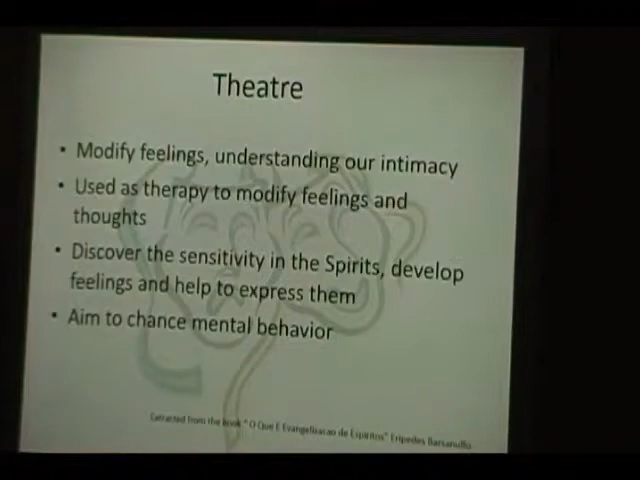 Theatre
• Modify feelings, understanding our intimacy
• Used as therapy to modify feelings and
thoughts
• Discover the sensitivity in the Spirits, develop
feelings and help to express them
• Aim to chance mental behavior
Extracted from the book " O Que E Evangelisacao de Espiritos" Eripedes Barsanulfo